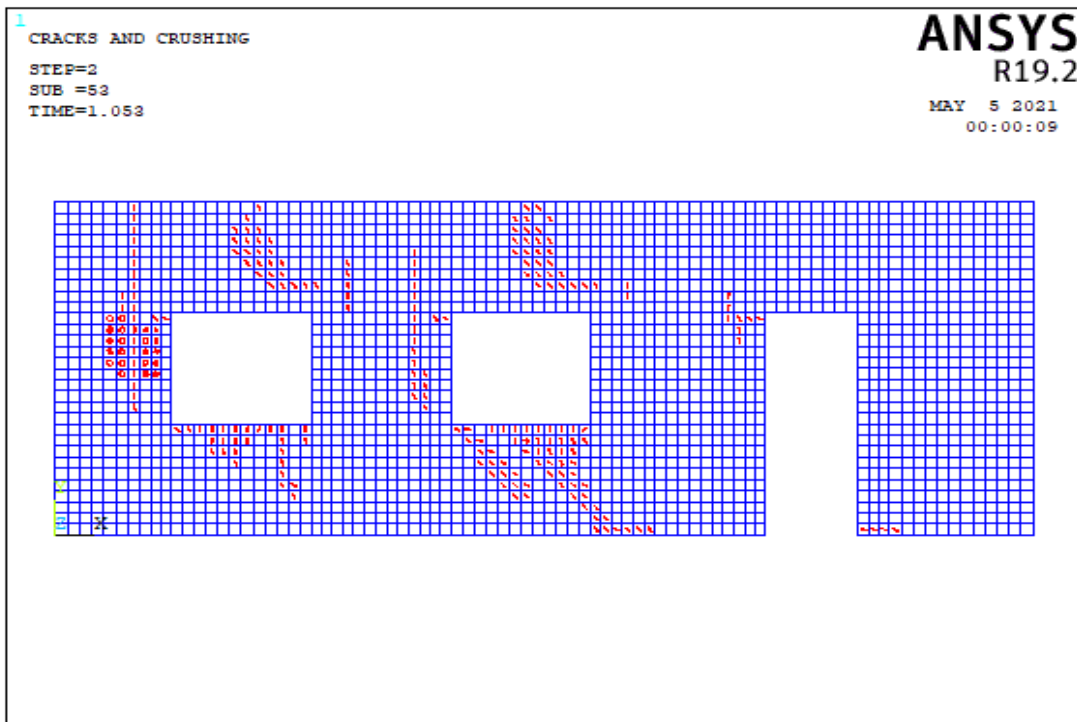 1
CRACKS AND CRUSHING
STEP=2
SUB =53
TIME=1.053
ANSYS
R19.2
MAY  5 2021
00:00:09
Y
Z X